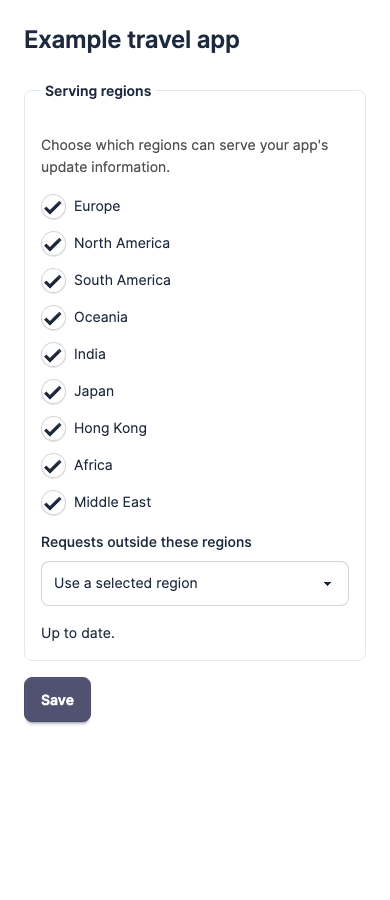 Example travel app
Serving regions
Choose which regions can serve your app's
update information.
Europe
North America
South America
Oceania
India
Japan
Hong Kong
Africa
Middle East
Requests outside these regions
Use a selected region
Up to date.
Save